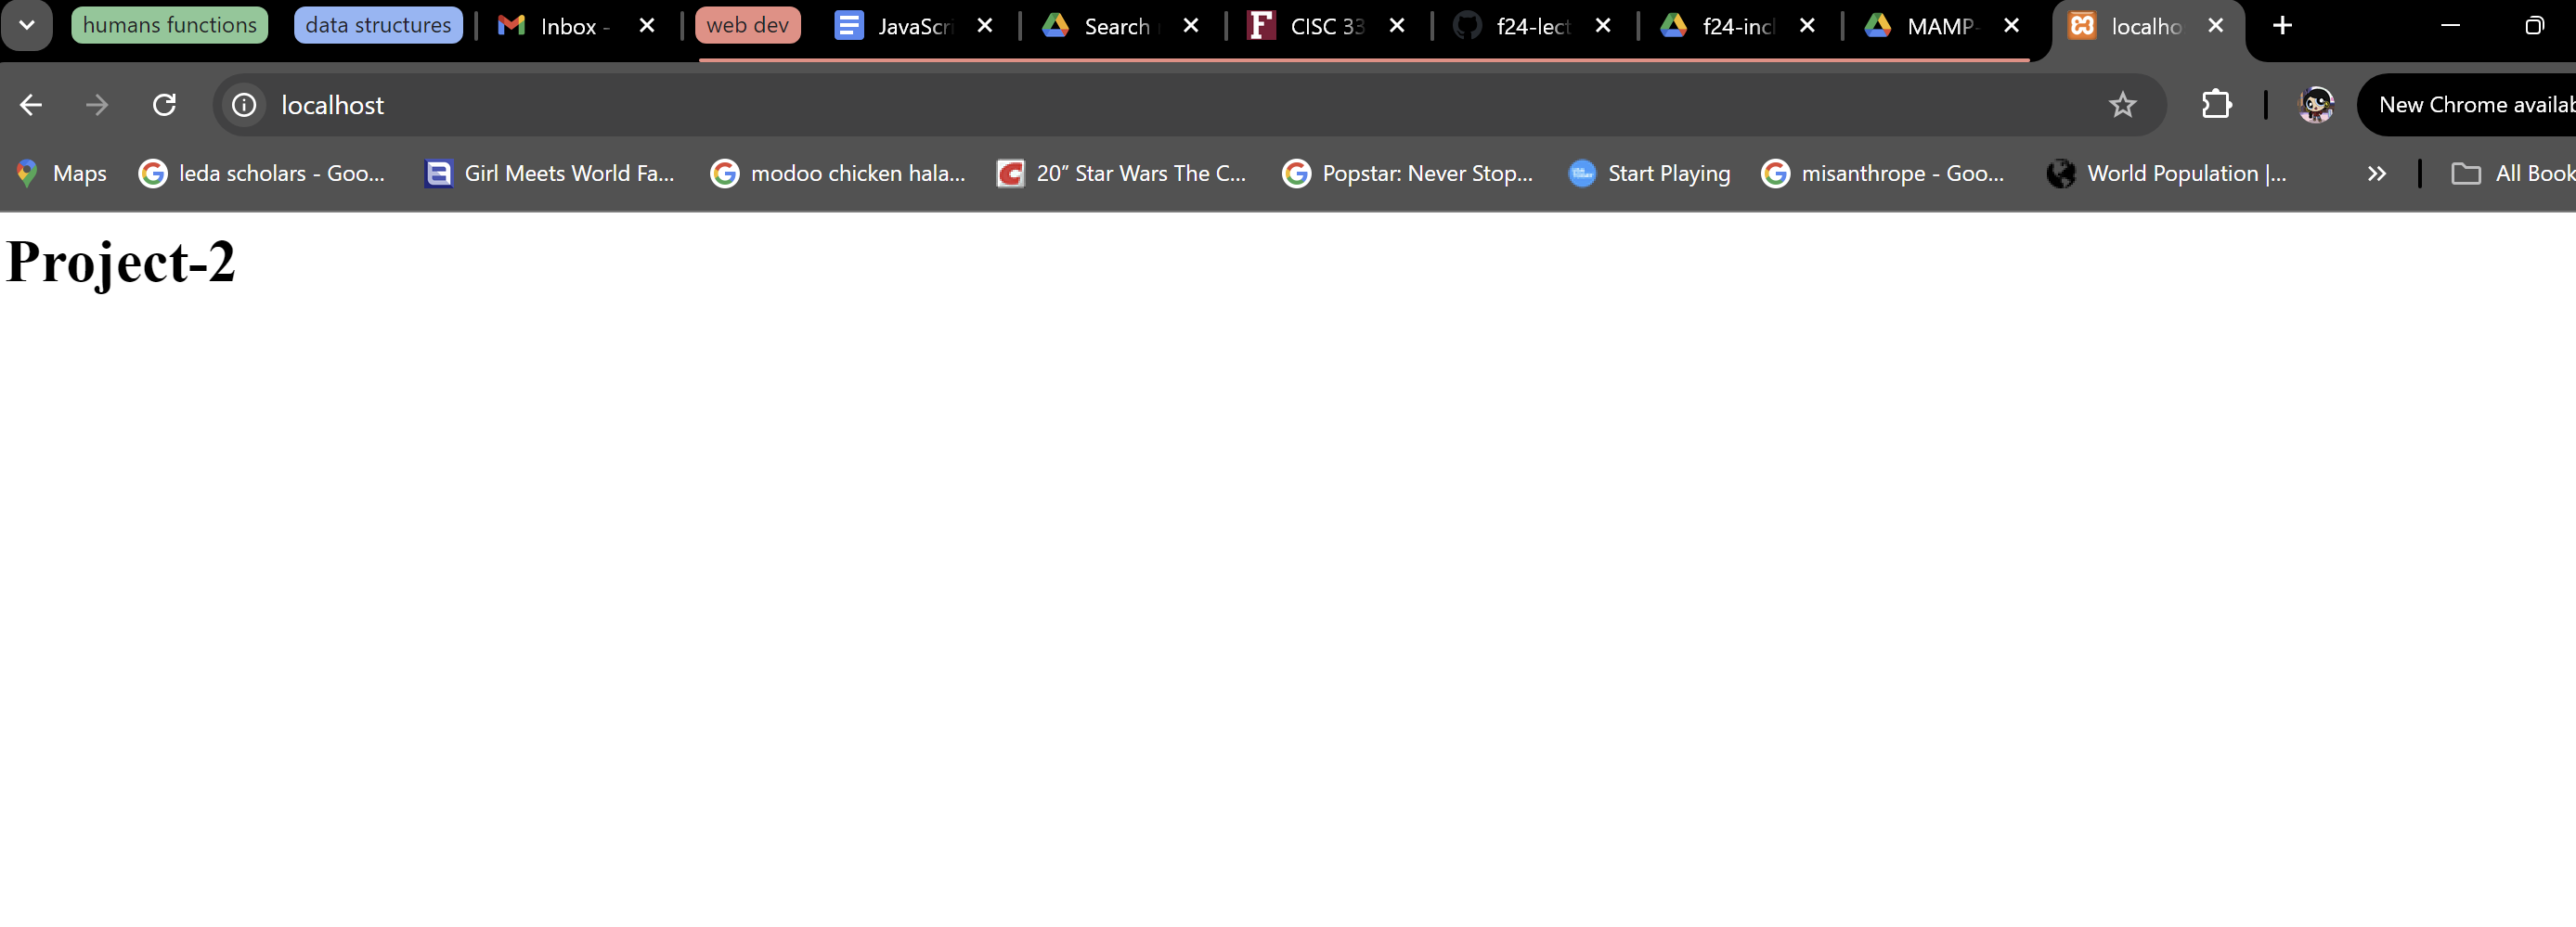 humans functions data structures Inbox - web dev JavaScri Search CISC 33 f24-lect f24-incl MAMP- localho
localhost New Chrome availab
Maps leda scholars - Goo... Girl Meets World Fa... modoo chicken hala... 20" Star Wars The C... Popstar: Never Stop... Start Playing misanthrope - Goo... World Population |... All Book
Project-2